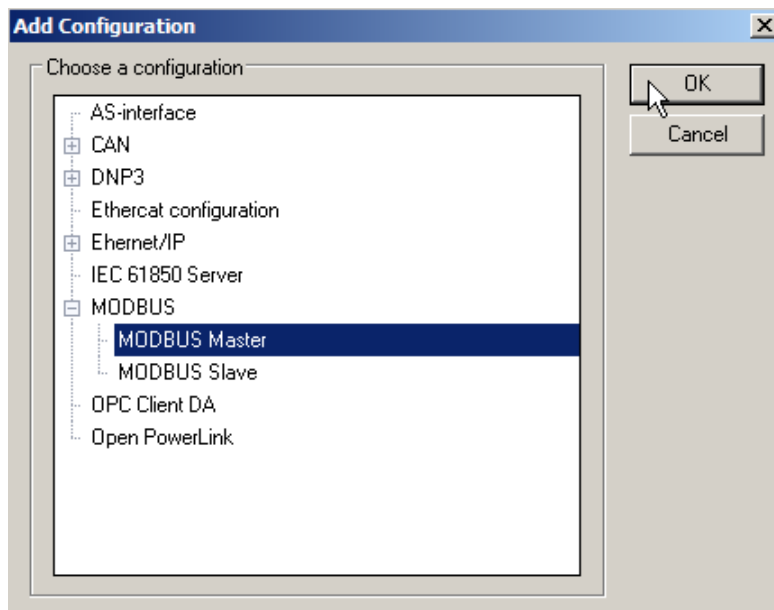 Add Configuration
Choose a configuration
AS-interface
CAN
DNP3
Ethercat configuration
Ehernet/IP
IEC 61850 Server
MODBUS
MODBUS Master
MODBUS Slave
OPC Client DA
Open PowerLink
OK
Cancel